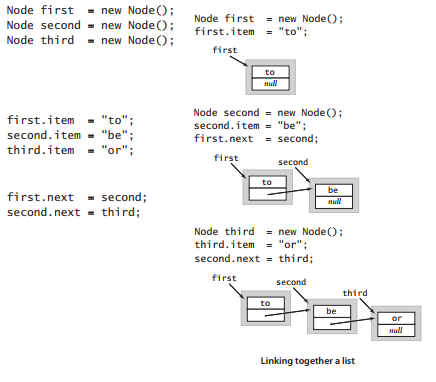 Node first  = new Node();
Node second = new Node();
Node third  = new Node();
first.item  = "to";
second.item = "be";
third.item  = "or";
first.next  = second;
second.next = third;
Node first  = new Node();
first.item  = "to";
first
to
null
Node second = new Node();
second.item = "be";
first.next  = second;
first
second
to
be
null
Node third  = new Node();
third.item  = "or";
second.next = third;
first
second
third
to
be
or
null
Linking together a list